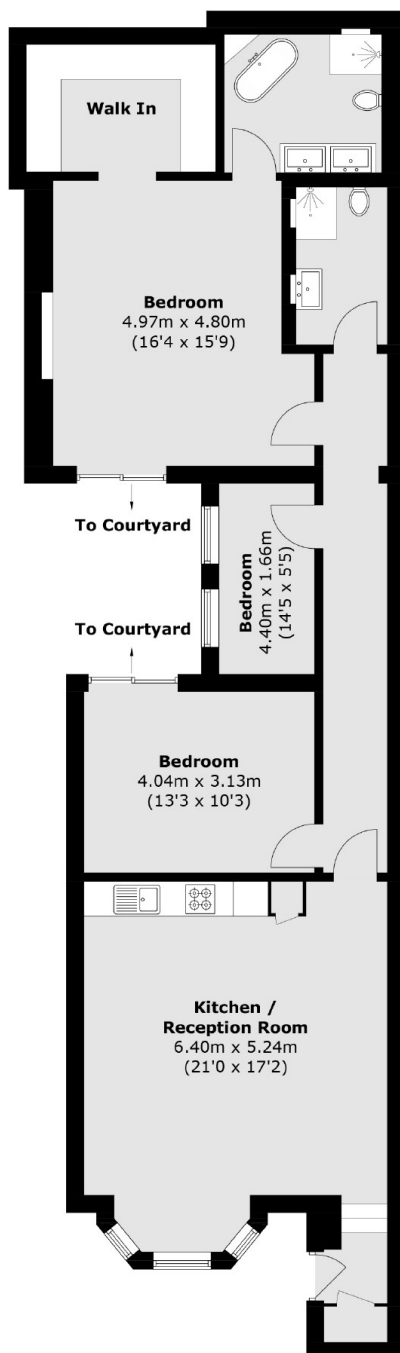 Walk In
Bedroom
4.97m x 4.80m
(16'4 x 15'9)
To Courtyard
Bedroom
4.40m x 1.66m
(14'5 x 5'5)
To Courtyard
Bedroom
4.04m x 3.13m
(13'3 x 10'3)
Kitchen /
Reception Room
6.40m x 5.24m
(21'0 x 17'2)